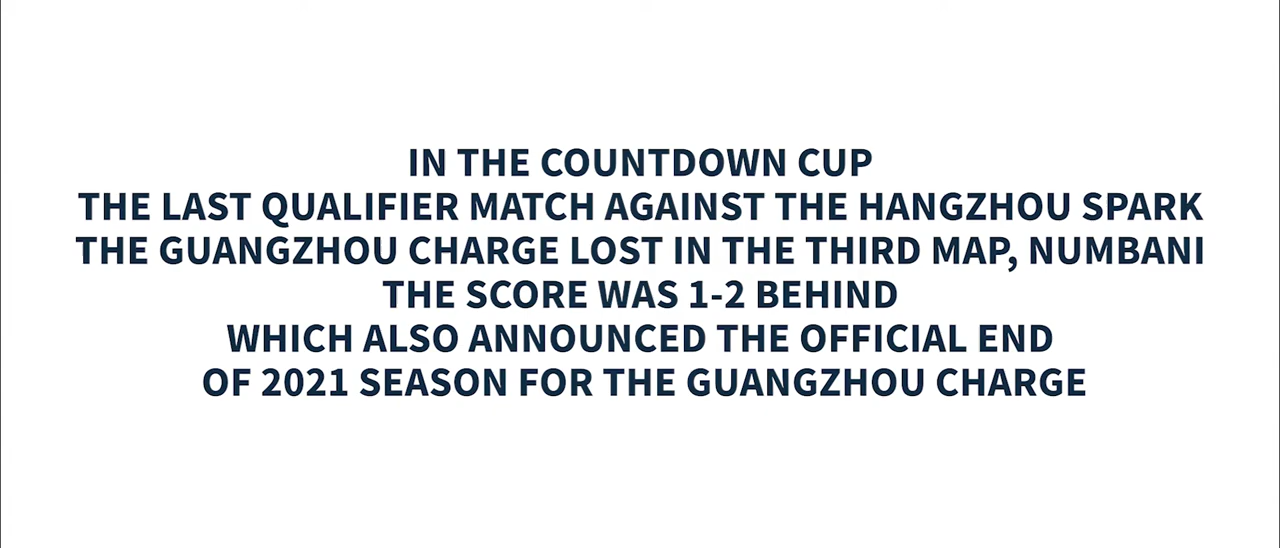 IN THE COUNTDOWN CUP
THE LAST QUALIFIER MATCH AGAINST THE HANGZHOU SPARK
THE GUANGZHOU CHARGE LOST IN THE THIRD MAP, NUMBANI
THE SCORE WAS 1-2 BEHIND
WHICH ALSO ANNOUNCED THE OFFICIAL END
OF 2021 SEASON FOR THE GUANGZHOU CHARGE